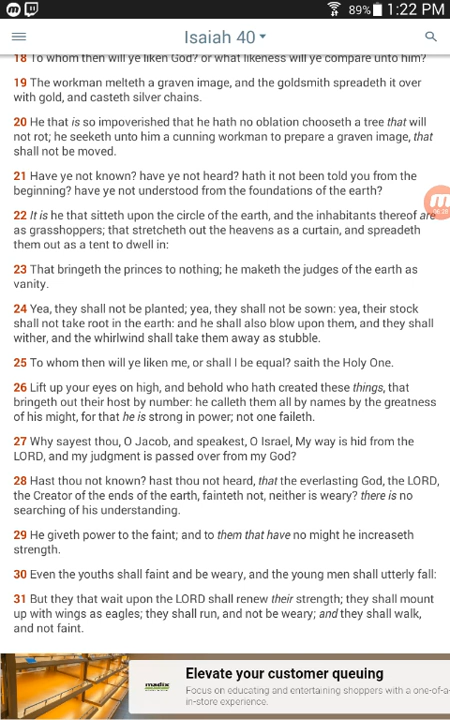 89% 1:22 PM
Isaiah 40
18 To whom then will ye liken God? or what likeness will ye compare unto him?
19 The workman melteth a graven image, and the goldsmith spreadeth it over
with gold, and casteth silver chains.
20 He that is so impoverished that he hath no oblation chooseth a tree that will
not rot; he seeketh unto him a cunning workman to prepare a graven image, that
shall not be moved.
21 Have ye not known? have ye not heard? hath it not been told you from the
beginning? have ye not understood from the foundations of the earth?
22 It is he that sitteth upon the circle of the earth, and the inhabitants thereof are
as grasshoppers; that stretcheth out the heavens as a curtain, and spreadeth
them out as a tent to dwell in:
23 That bringeth the princes to nothing; he maketh the judges of the earth as
vanity.
24 Yea, they shall not be planted; yea, they shall not be sown: yea, their stock
shall not take root in the earth: and he shall also blow upon them, and they shall
wither, and the whirlwind shall take them away as stubble.
25 To whom then will ye liken me, or shall I be equal? saith the Holy One.
26 Lift up your eyes on high, and behold who hath created these things, that
bringeth out their host by number: he calleth them all by names by the greatness
of his might, for that he is strong in power; not one faileth.
27 Why sayest thou, O Jacob, and speakest, O Israel, My way is hid from the
LORD, and my judgment is passed over from my God?
28 Hast thou not known? hast thou not heard, that the everlasting God, the LORD,
the Creator of the ends of the earth, fainteth not, neither is weary? there is no
searching of his understanding.
29 He giveth power to the faint; and to them that have no might he increaseth
strength.
30 Even the youths shall faint and be weary, and the young men shall utterly fall:
31 But they that wait upon the LORD shall renew their strength; they shall mount
up with wings as eagles; they shall run, and not be weary; and they shall walk,
and not faint.
madix
Elevate your customer queuing
Focus on educating and entertaining shoppers with a one-of-a-
in-store experience.